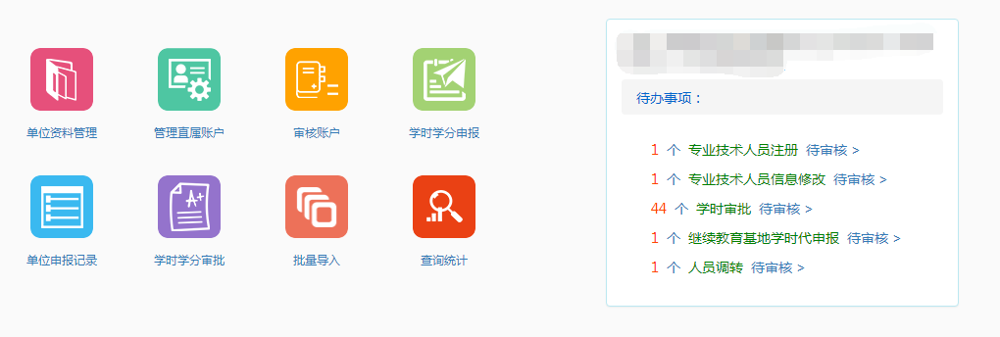 单位资料管理
管理直属账户
审核账户
学时学分申报
单位申报记录
A+
学时学分审批
批量导入
查询统计
待办事项：
1 个 专业技术人员注册 待审核 >
1 个 专业技术人员信息修改 待审核 >
44 个 学时审批 待审核 >
1 个 继续教育基地学时代申报 待审核 >
1 个 人员调转 待审核 >